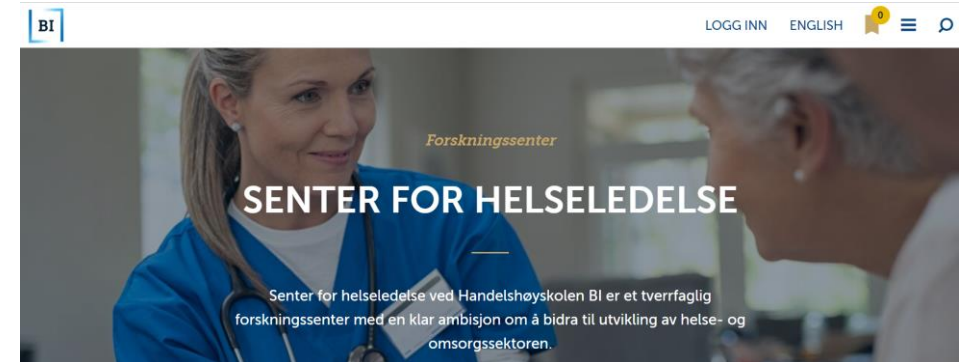 BI
LOGG INN
ENGLISH
0
Forskningssenter
SENTER FOR HELSELEDELSE
Senter for helseledelse ved Handelshøyskolen BI er et tverrfaglig
forskningssenter med en klar ambisjon om å bidra til utvikling av helse- og
omsorgssektoren.